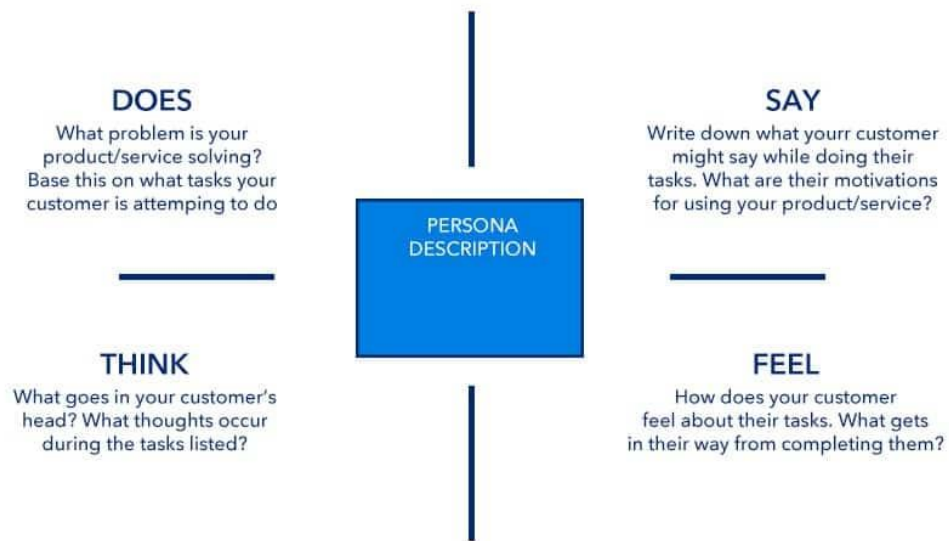 DOES
What problem is your
product/service solving?
Base this on what tasks your
customer is attemping to do
SAY
Write down what yourr customer
might say while doing their
tasks. What are their motivations
for using your product/service?
PERSONA
DESCRIPTION
THINK
What goes in your customer's
head? What thoughts occur
during the tasks listed?
FEEL
How does your customer
feel about their tasks. What gets
in their way from completing them?